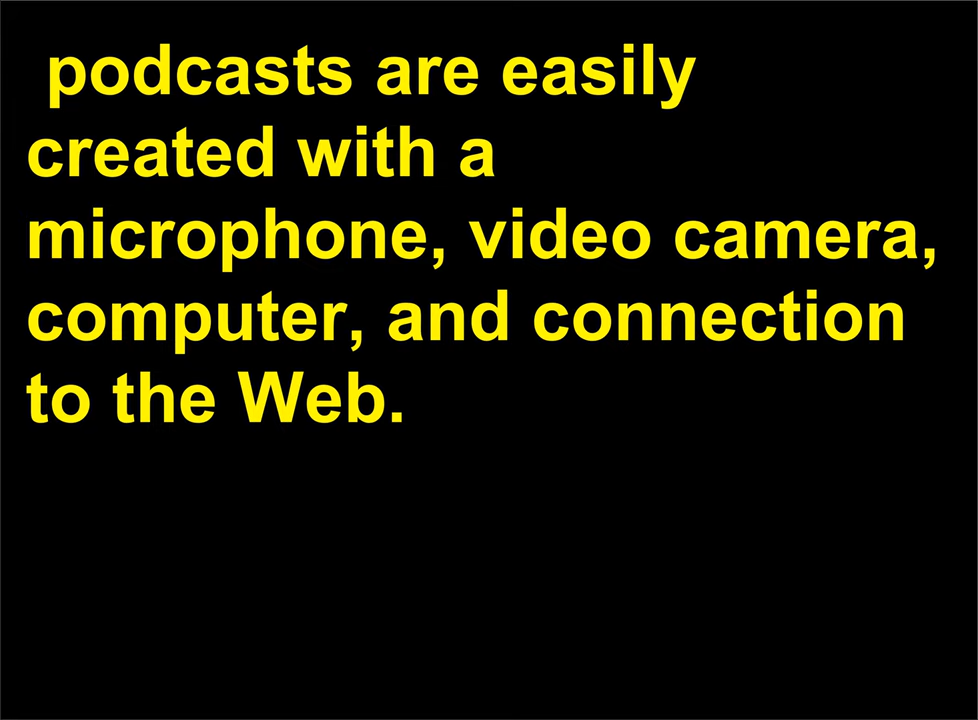 podcasts are easily
created with a
microphone, video camera,
computer, and connection
to the Web.